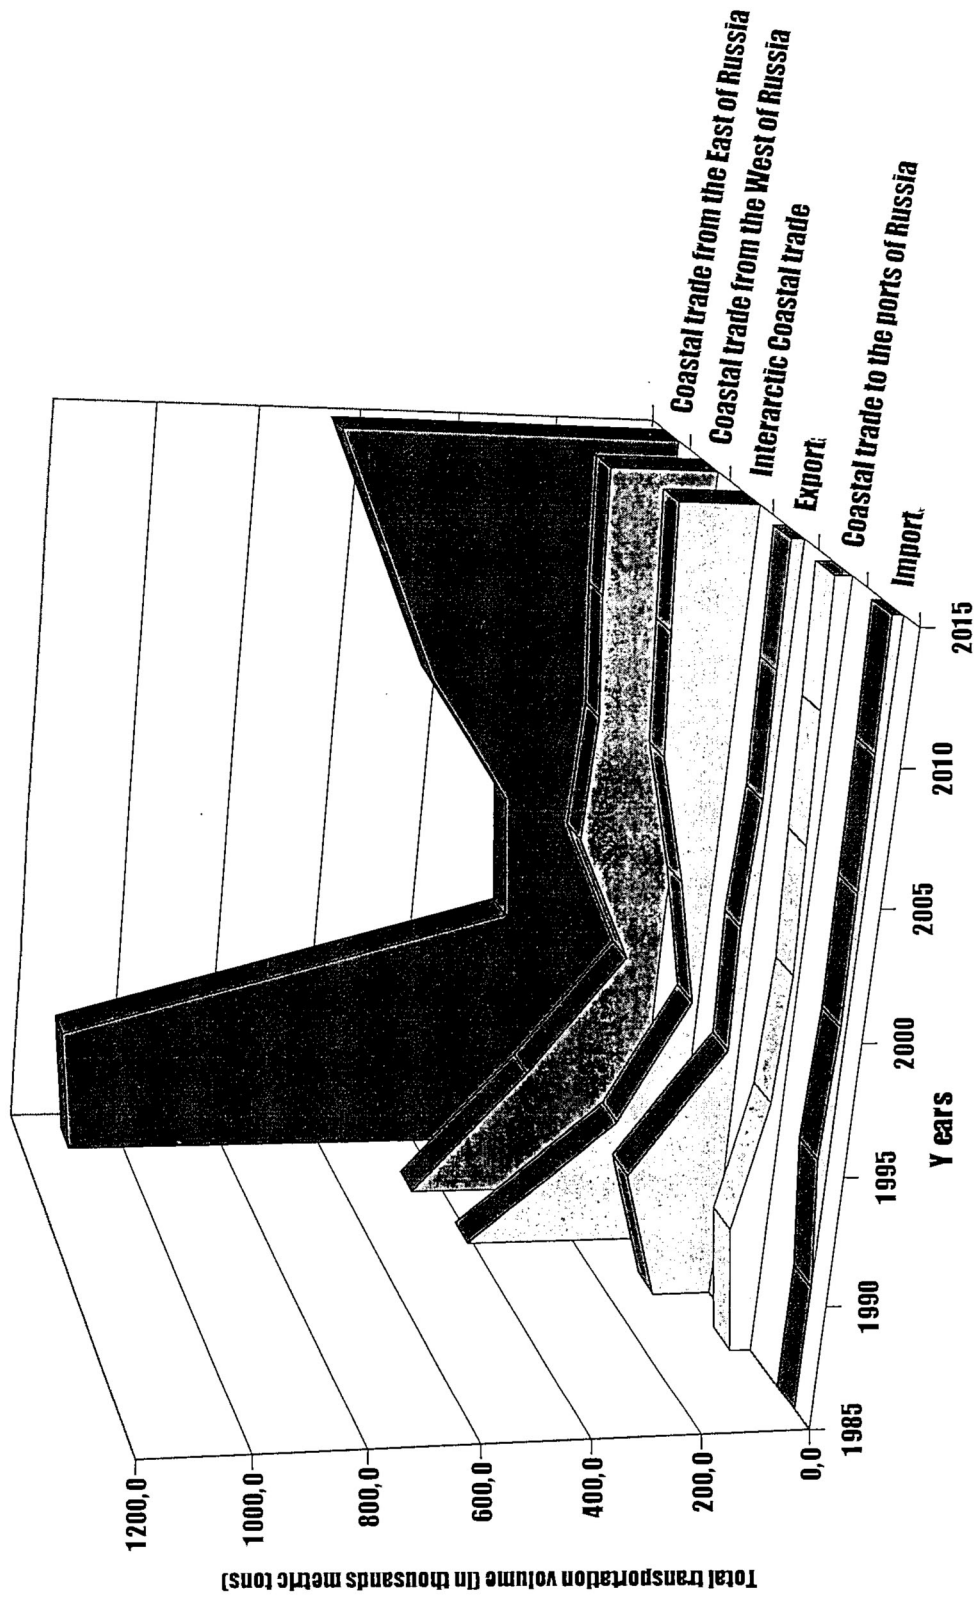 Total transportation volume (In thousands metric tons)
1200,0
1000,0
800,0
600,0
400,0
200,0
0,0
1985
1990
1995
2000
2005
2010
2015
Years
Coastal trade from the East of Russia
Coastal trade from the West of Russia
Interarctic Coastal trade
Export
Coastal trade to the ports of Russia
Import